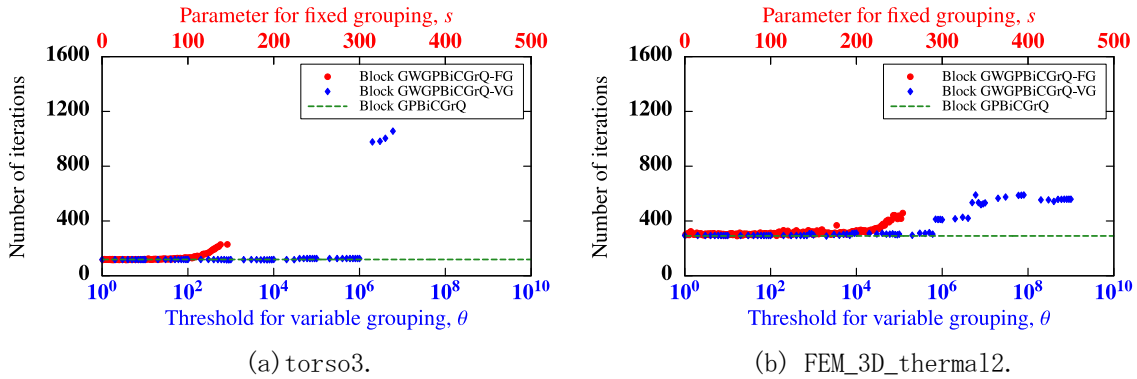 Parameter for fixed grouping, s
0 100 200 300 400 500
1600
1200
800
400
0
Number of iterations
Block GWGPBiCGrQ-FG
Block GWGPBiCGrQ-VG
Block GPBiCGrQ
10^0 10^2 10^4 10^6 10^8 10^10
Threshold for variable grouping, θ
(a)torso3.
Parameter for fixed grouping, s
0 100 200 300 400 500
1600
1200
800
400
0
Number of iterations
Block GWGPBiCGrQ-FG
Block GWGPBiCGrQ-VG
Block GPBiCGrQ
10^0 10^2 10^4 10^6 10^8 10^10
Threshold for variable grouping, θ
(b) FEM_3D_thermal2.